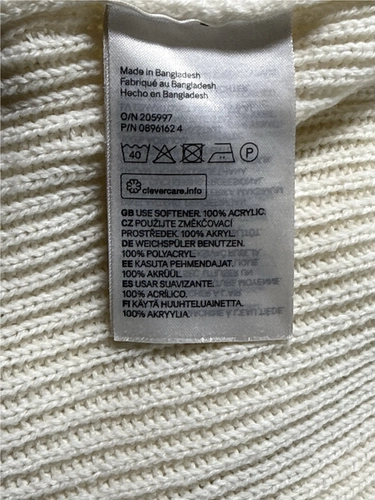 Made in Bangladesh
Fabriqué au Bangladesh
Hecho en Bangladesh
O/N 205997
P/N 0896162 4
40 P
clevercare.info
GB USE SOFTENER. 100% ACRYLIC.
CZ POUŽIJTE ZMĚKČOVACÍ
PROSTŘEDEK. 100% AKRYL.
DE WEICHSPÜLER BENUTZEN.
100% POLYACRYL.
EE KASUTA PEHMENDAJAT.
100% AKRÜÜL.
ES USAR SUAVIZANTE.
100% ACRÍLICO.
FI KÄYTÄ HUUHTELUAINETTA.
100% AKRYYLIA.